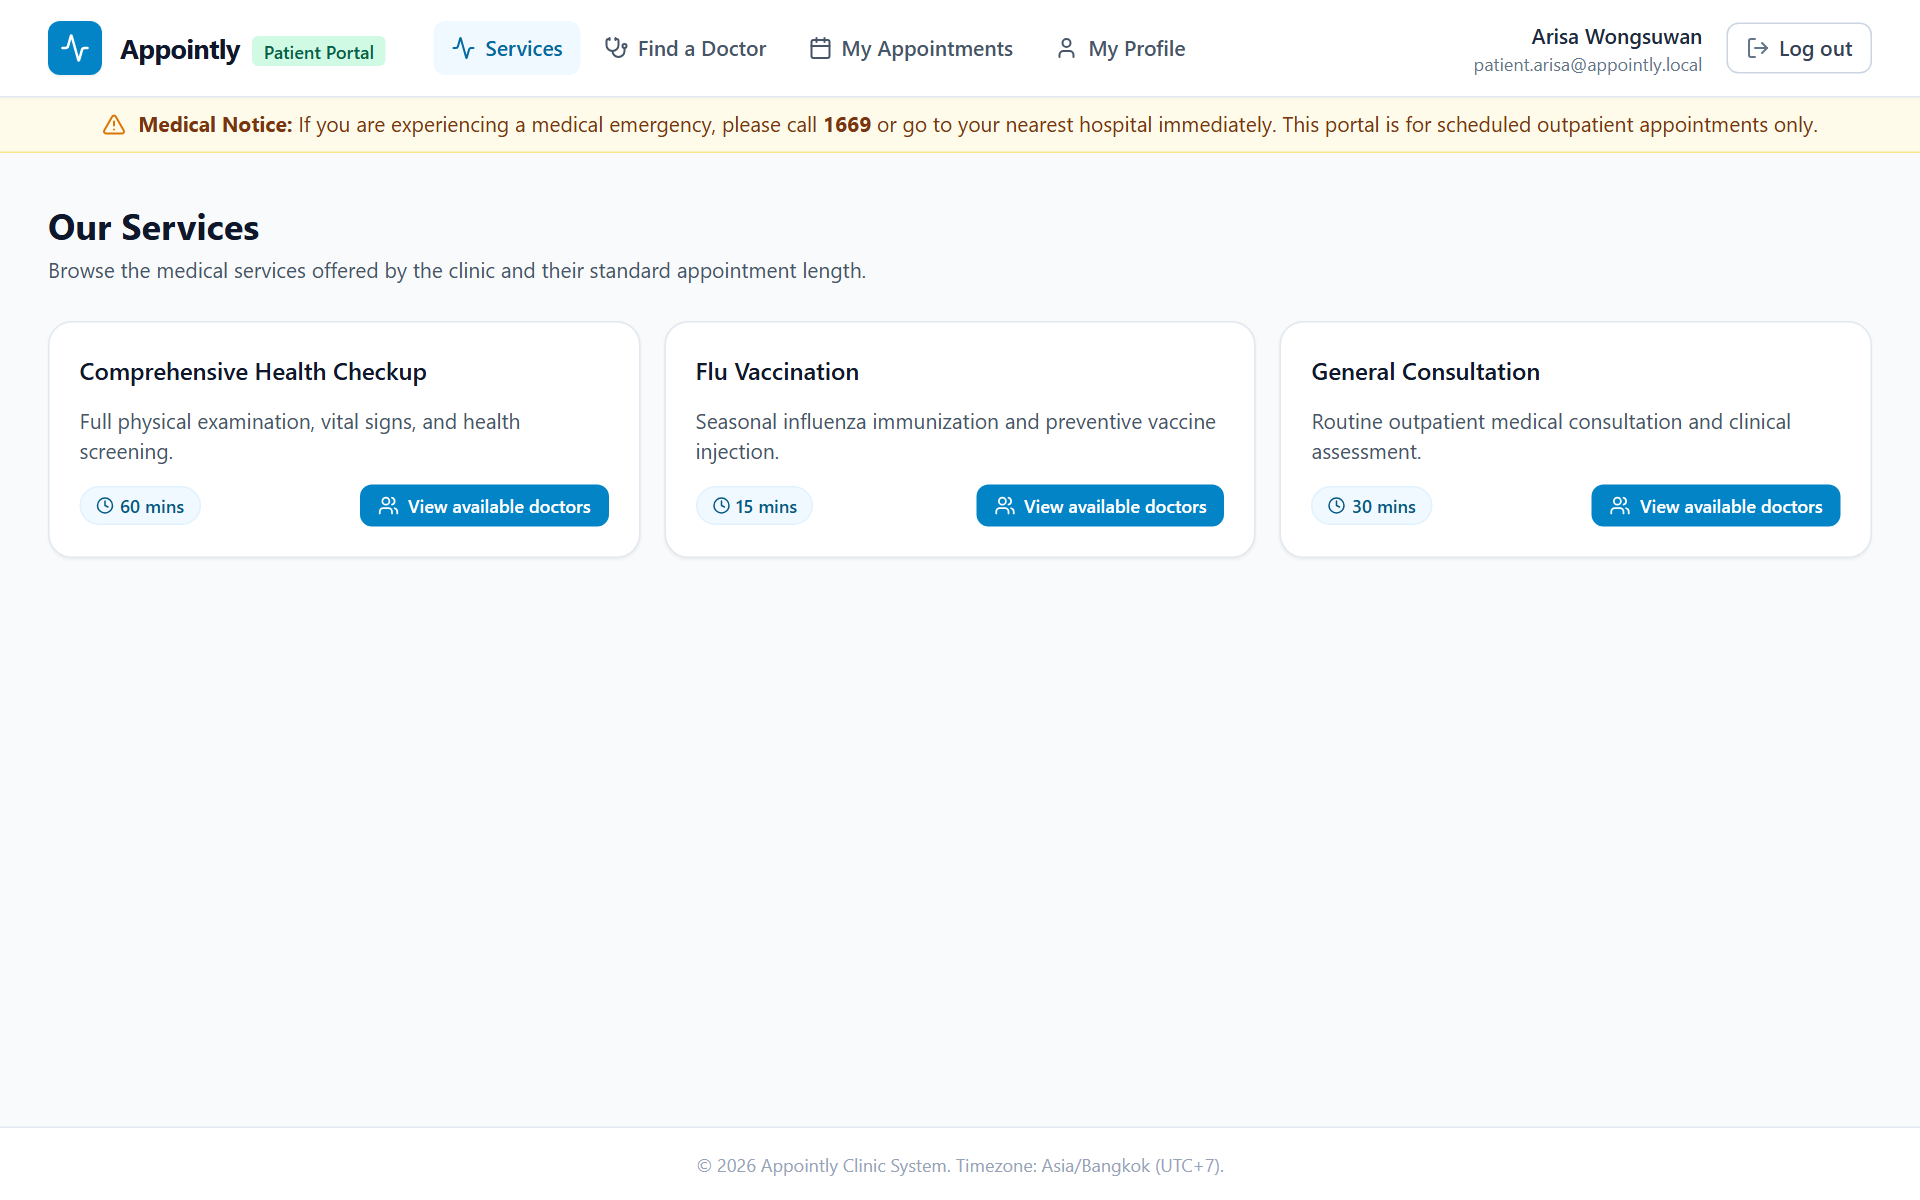 Appointly
Patient Portal
Services
Find a Doctor
My Appointments
My Profile
Arisa Wongsuwan
patient.arisa@appointly.local
Log out
Medical Notice: If you are experiencing a medical emergency, please call 1669 or go to your nearest hospital immediately. This portal is for scheduled outpatient appointments only.
Our Services
Browse the medical services offered by the clinic and their standard appointment length.
Comprehensive Health Checkup
Full physical examination, vital signs, and health
screening.
60 mins
View available doctors
Flu Vaccination
Seasonal influenza immunization and preventive vaccine
injection.
15 mins
View available doctors
General Consultation
Routine outpatient medical consultation and clinical
assessment.
30 mins
View available doctors
© 2026 Appointly Clinic System. Timezone: Asia/Bangkok (UTC+7).